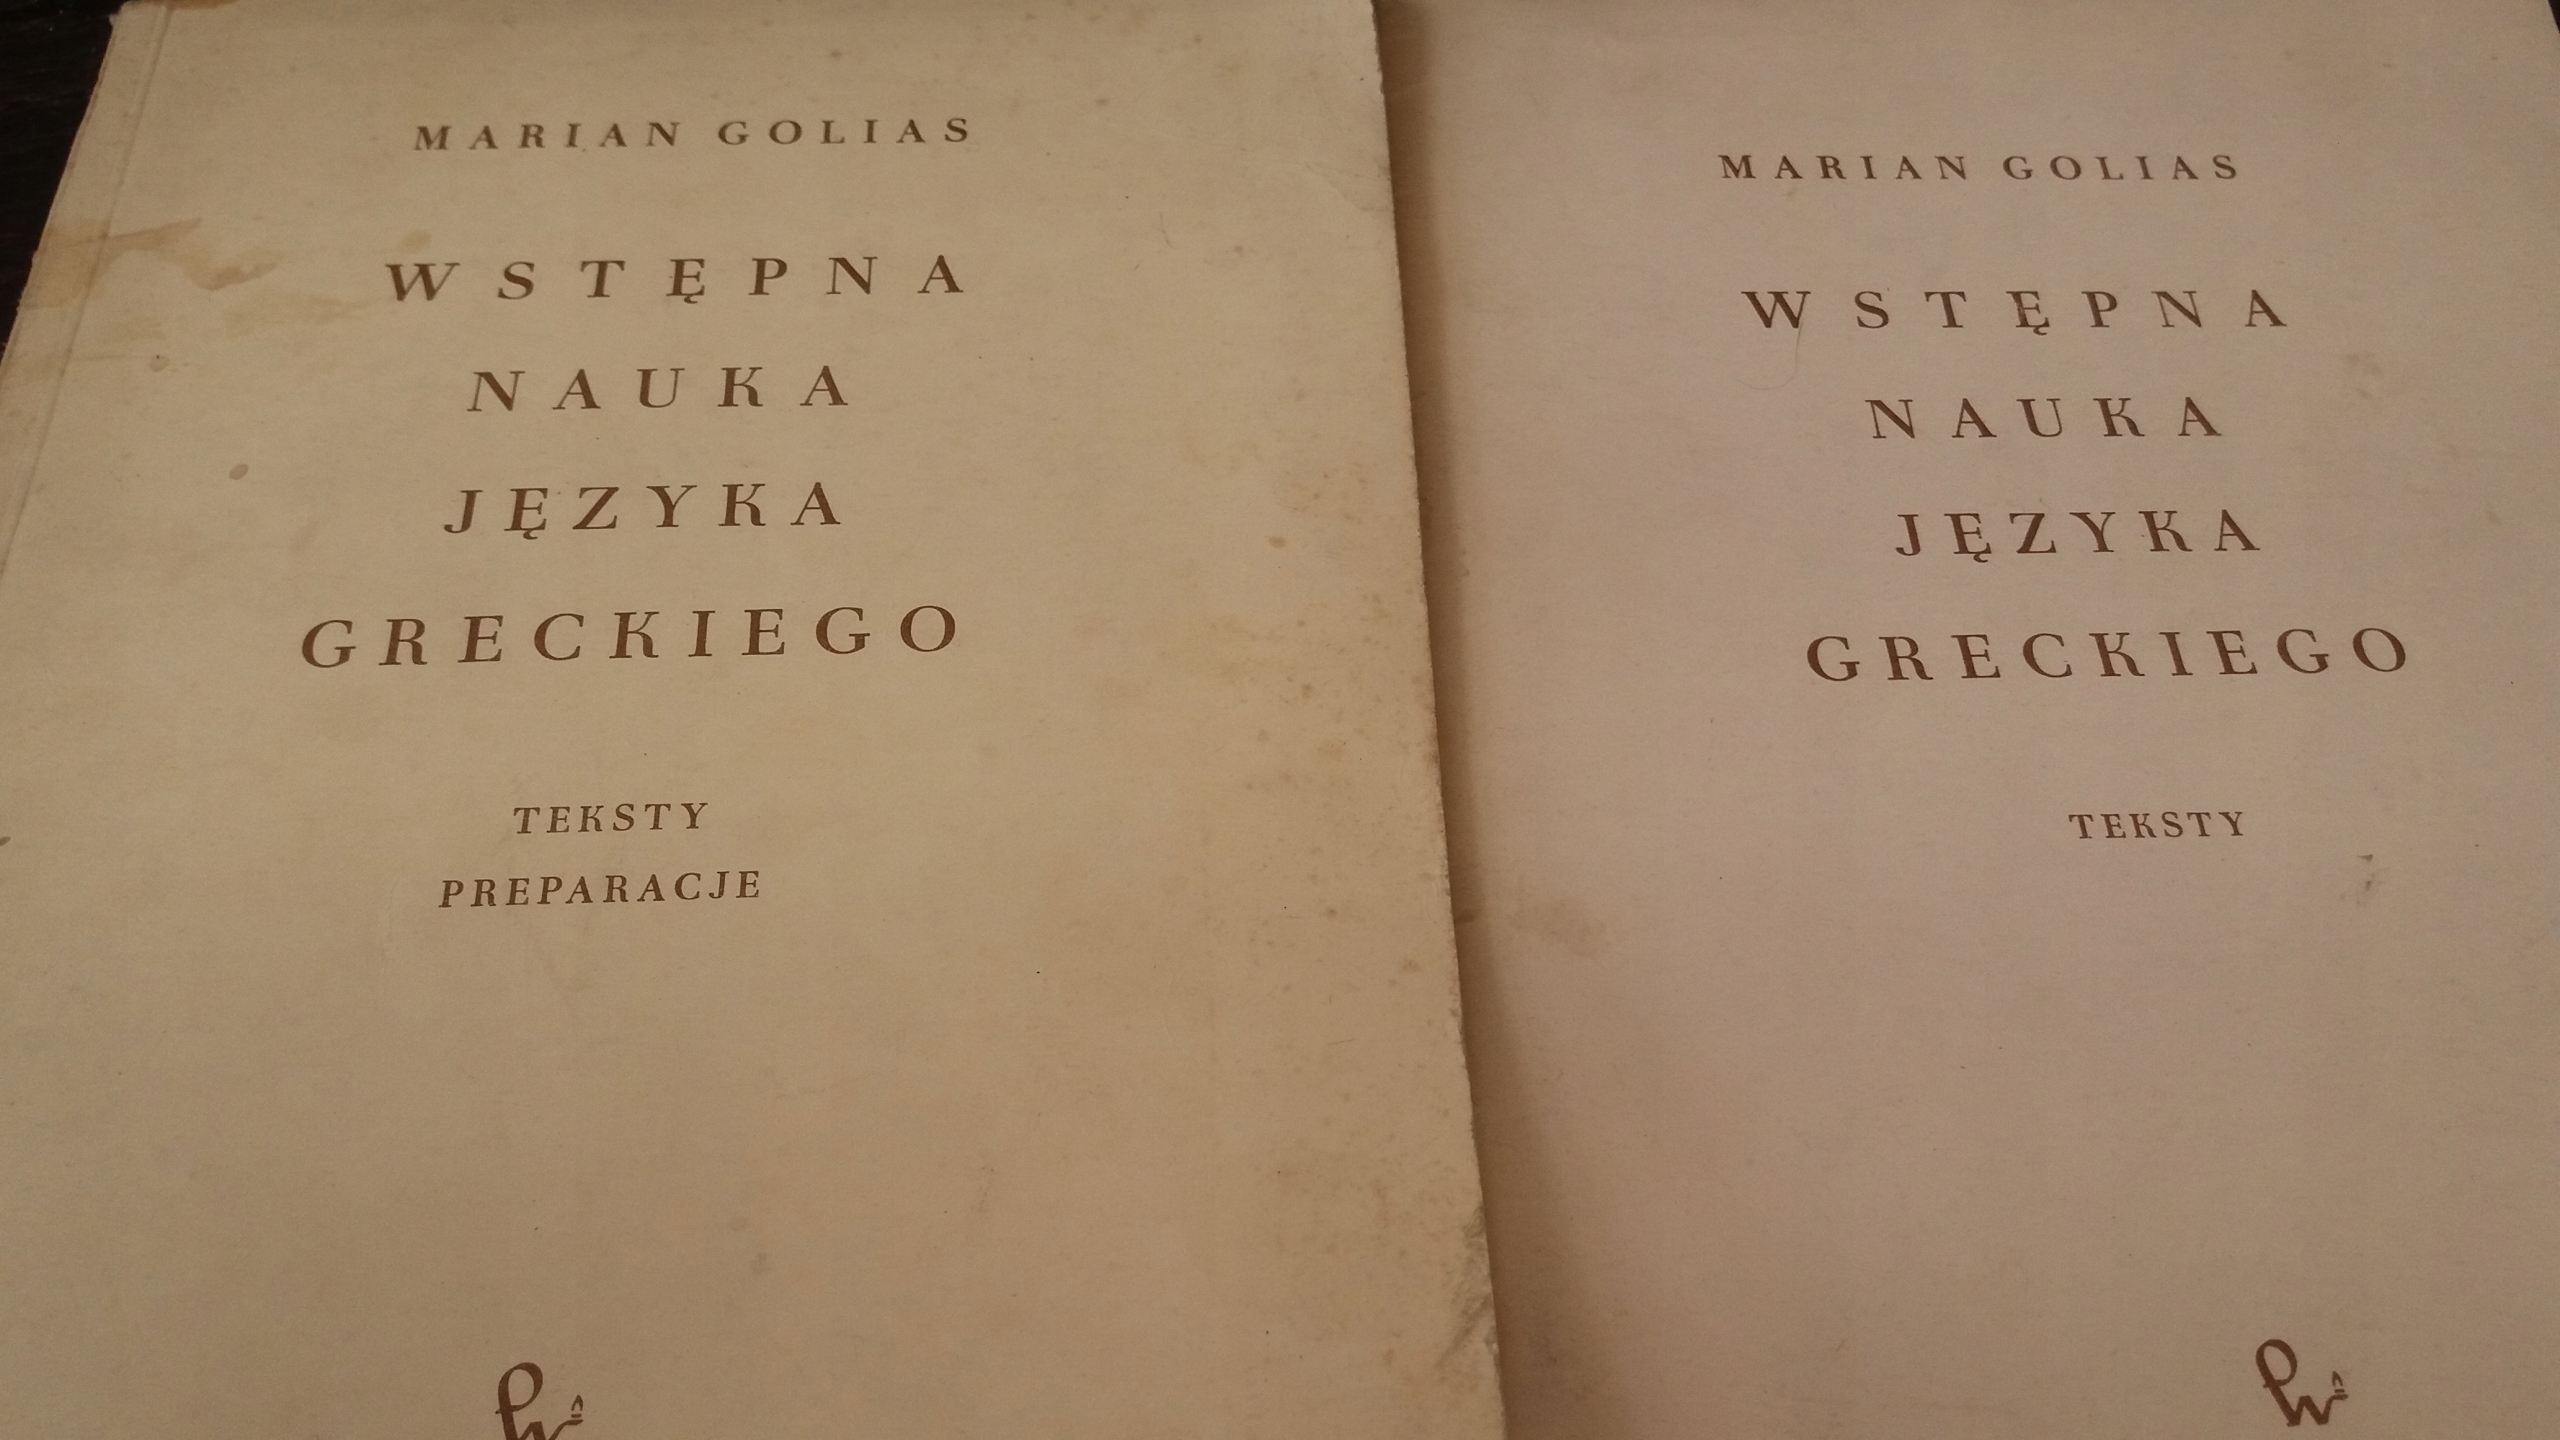 MARIAN GOLIAS
WSTĘPNA
NAUKA
JĘZYKA
GRECKIEGO
TEKSTY
PREPARACJE
MARIAN GOLIAS
WSTĘPNA
NAUKA
JĘZYKA
GRECKIEGO
TEKSTY